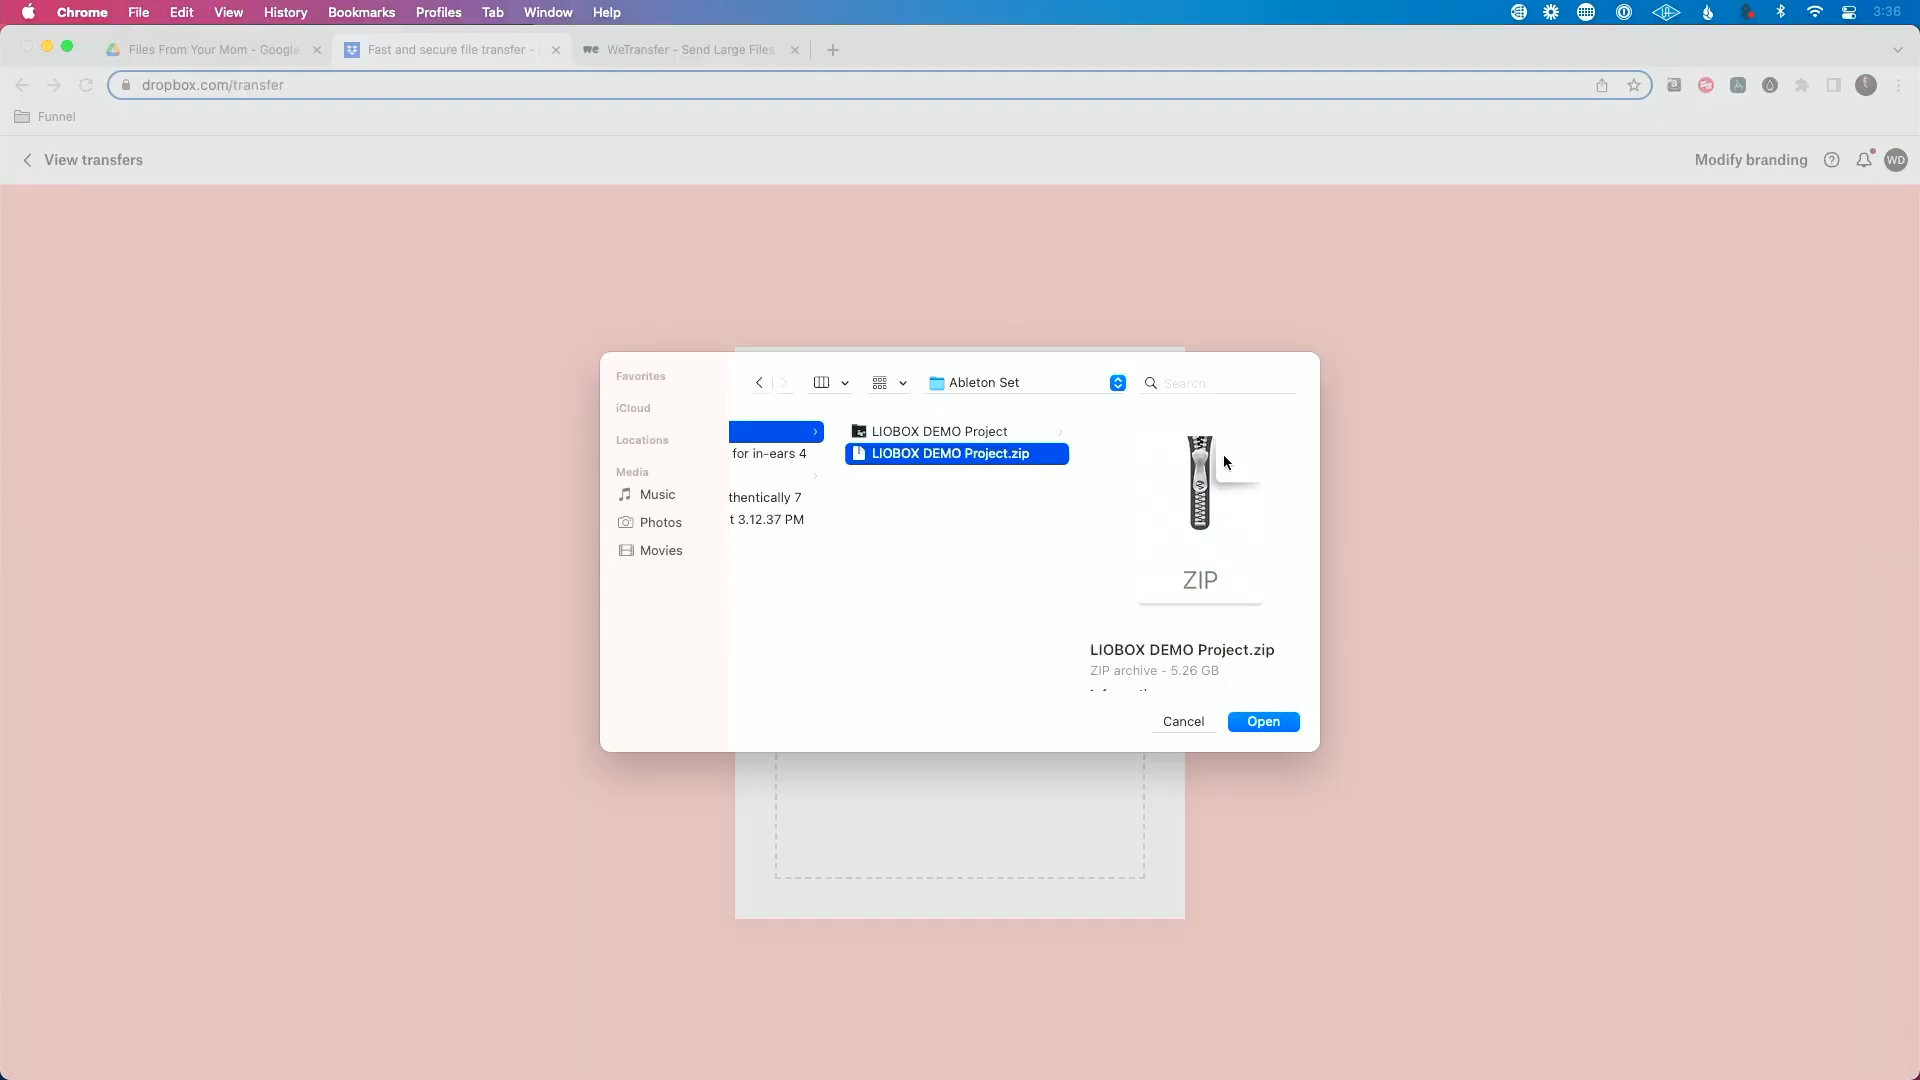 Chrome File Edit View History Bookmarks Profiles Tab Window Help 3:36
Files From Your Mom - Google
Fast and secure file transfer -
we WeTransfer - Send Large Files
dropbox.com/transfer
Funnel
View transfers
Modify branding
WD
Favorites
iCloud
Locations
Media
Music
Photos
Movies
Ableton Set
Search
for in-ears 4
thentically 7
t 3.12.37 PM
LIOBOX DEMO Project
LIOBOX DEMO Project.zip
ZIP
LIOBOX DEMO Project.zip
ZIP archive - 5.26 GB
Cancel
Open